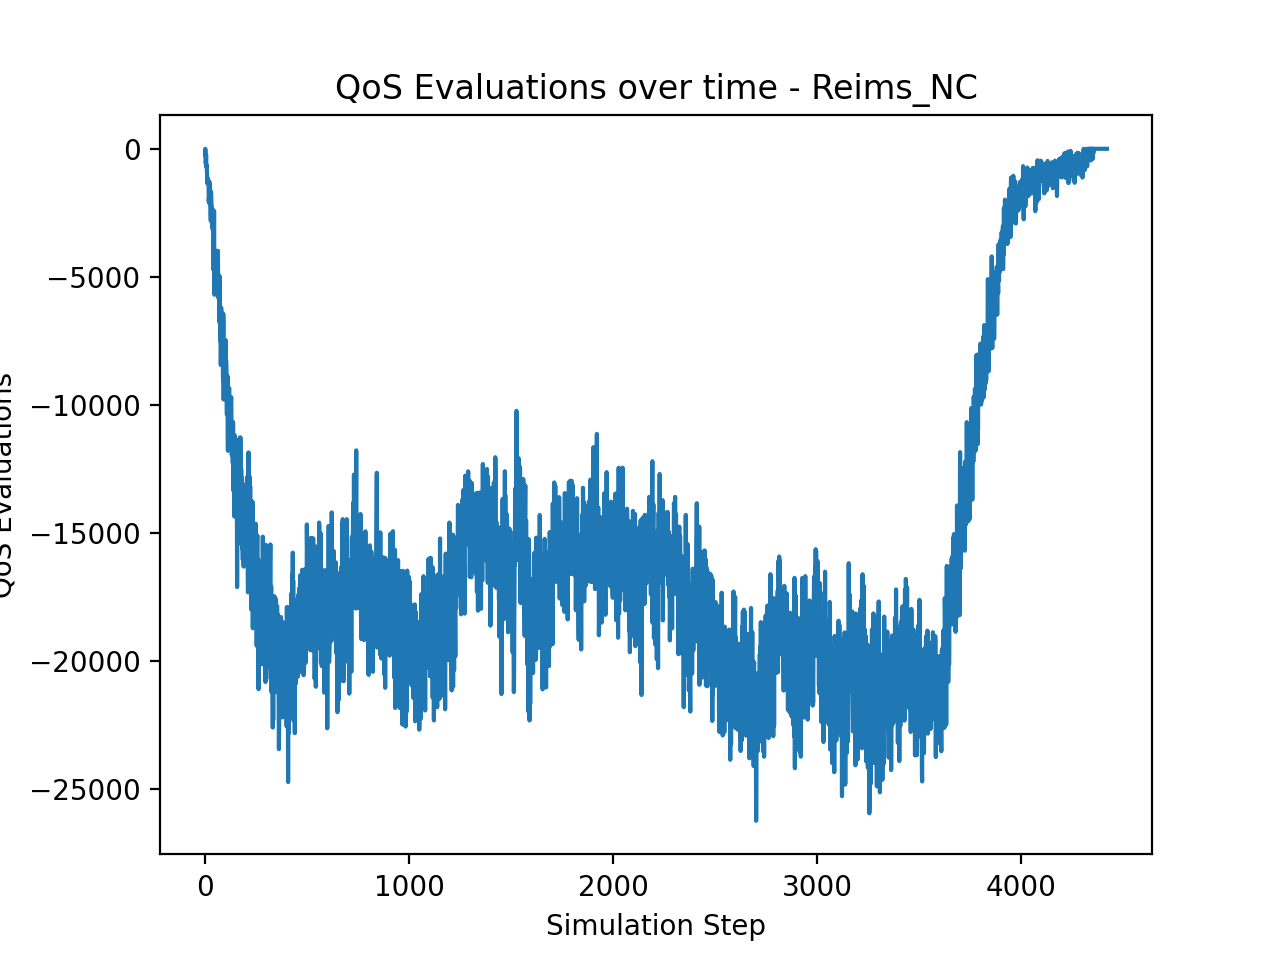 QoS Evaluations over time - Reims_NC
QoS Evaluations
0
−5000
−10000
−15000
−20000
−25000
0 1000 2000 3000 4000
Simulation Step